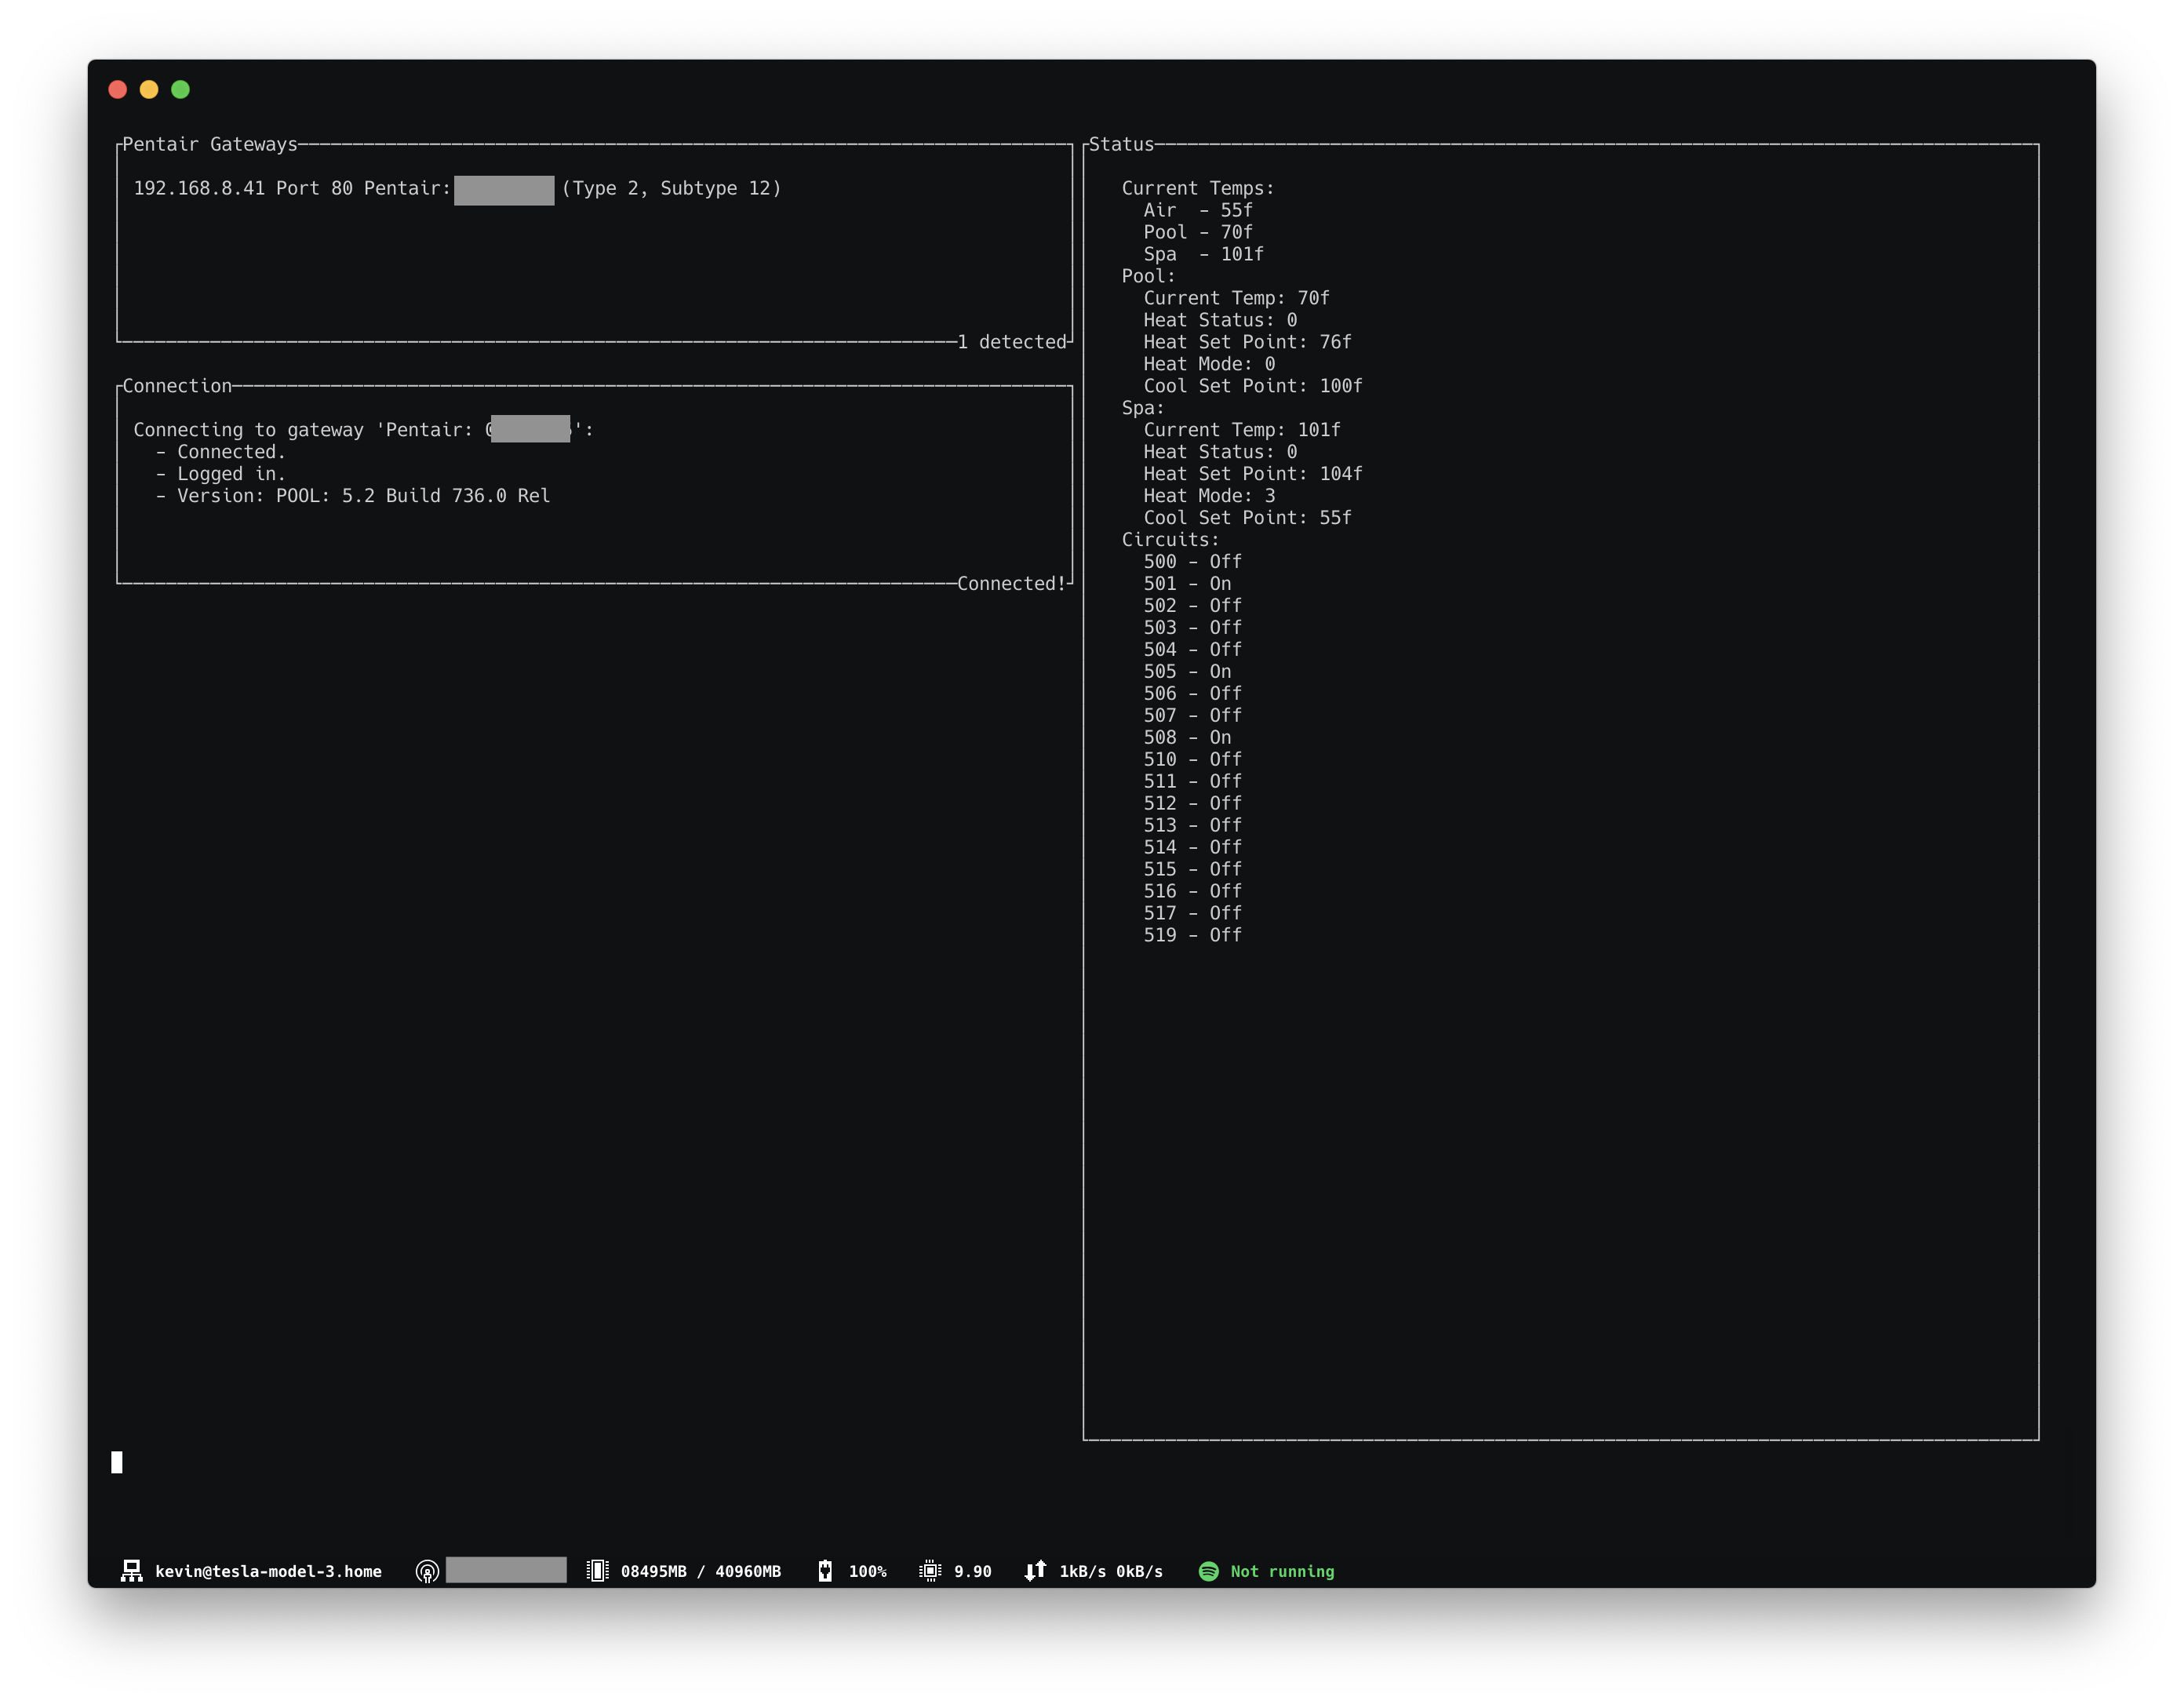 Pentair Gateways
192.168.8.41 Port 80 Pentair: (Type 2, Subtype 12)
1 detected
Connection
Connecting to gateway 'Pentair: ':
- Connected.
- Logged in.
- Version: POOL: 5.2 Build 736.0 Rel
Connected!
Status
Current Temps:
Air - 55f
Pool - 70f
Spa - 101f
Pool:
Current Temp: 70f
Heat Status: 0
Heat Set Point: 76f
Heat Mode: 0
Cool Set Point: 100f
Spa:
Current Temp: 101f
Heat Status: 0
Heat Set Point: 104f
Heat Mode: 3
Cool Set Point: 55f
Circuits:
500 - Off
501 - On
502 - Off
503 - Off
504 - Off
505 - On
506 - Off
507 - Off
508 - On
510 - Off
511 - Off
512 - Off
513 - Off
514 - Off
515 - Off
516 - Off
517 - Off
519 - Off
kevin@tesla-model-3.home 08495MB / 40960MB 100% 9.90 1kB/s 0kB/s Not running